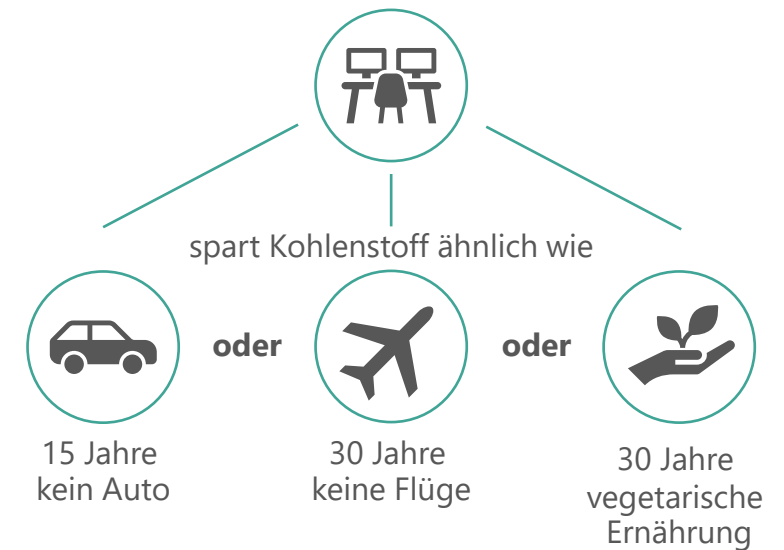 spart Kohlenstoff ähnlich wie
oder
oder
15 Jahre
kein Auto
30 Jahre
keine Flüge
30 Jahre
vegetarische
Ernährung